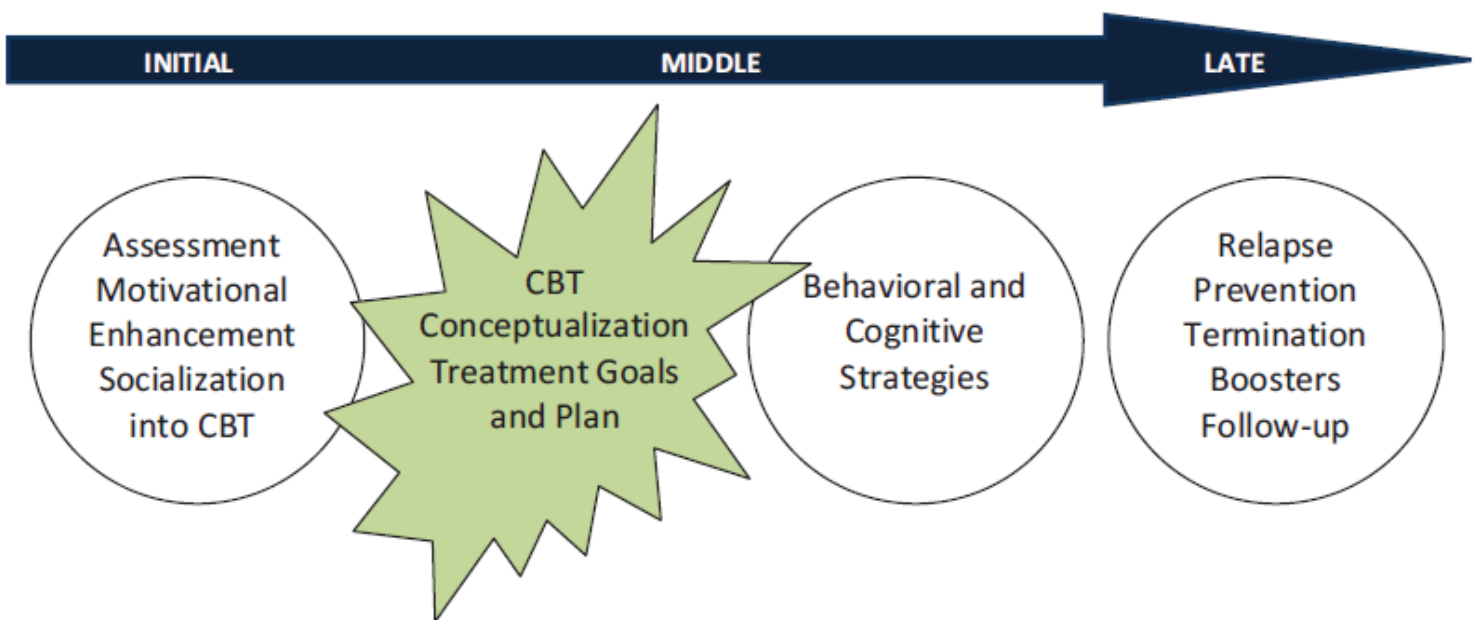 INITIAL
MIDDLE
LATE
Assessment
Motivational
Enhancement
Socialization
into CBT
CBT
Conceptualization
Treatment Goals
and Plan
Behavioral and
Cognitive
Strategies
Relapse
Prevention
Termination
Boosters
Follow-up